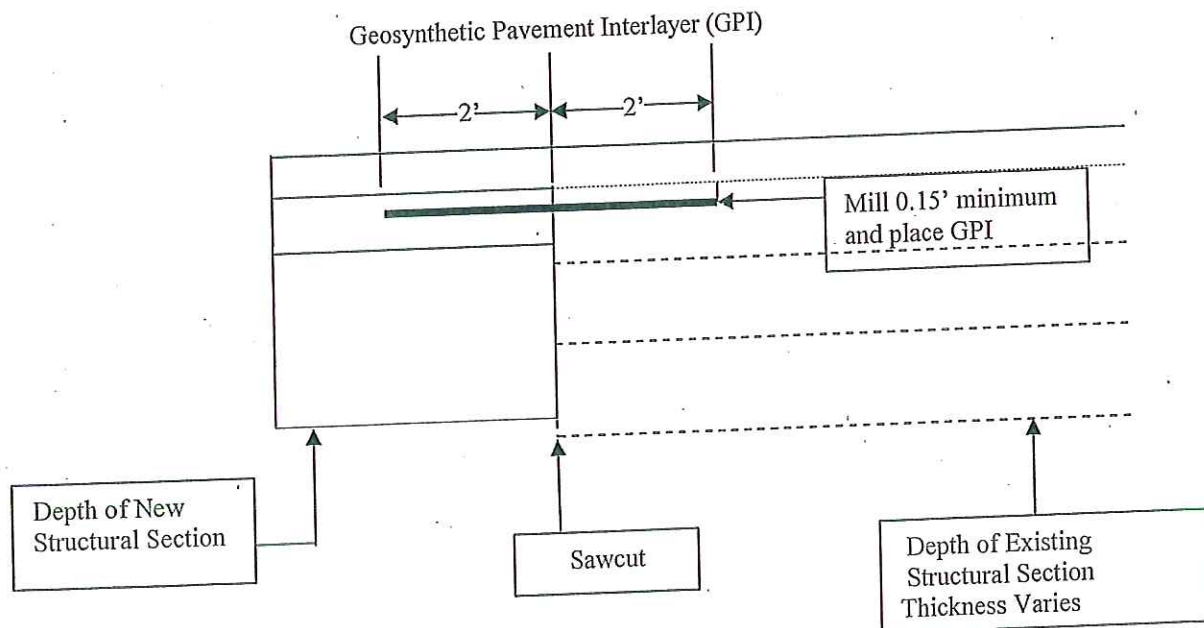 Geosynthetic Pavement Interlayer (GPI)
2'
2'
Mill 0.15' minimum
and place GPI
Depth of New
Structural Section
Sawcut
Depth of Existing
Structural Section
Thickness Varies